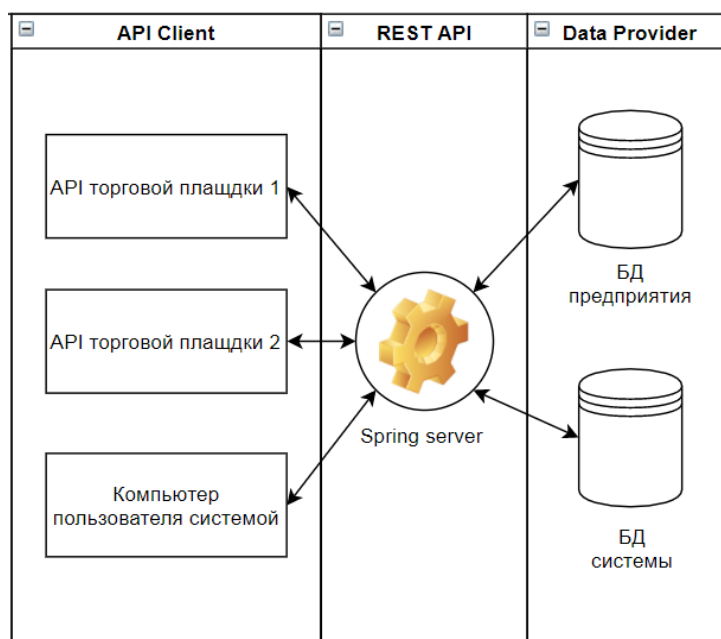 API Client
REST API
Data Provider
API торговой плащдки 1
API торговой плащдки 2
Компьютер
пользователя системой
Spring server
БД
предприятия
БД
системы